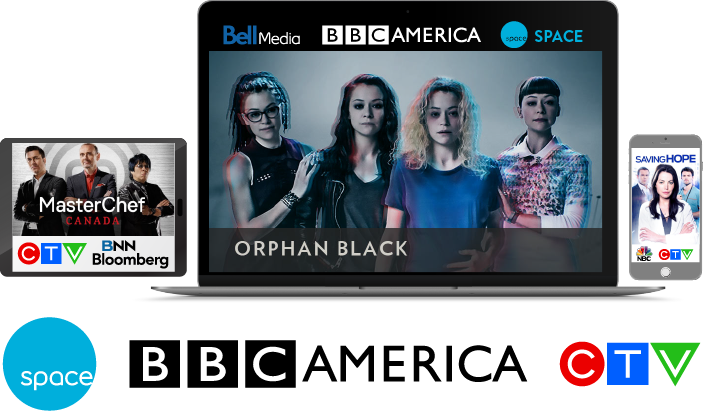 Bell Media
BBC AMERICA
space SPACE
ORPHAN BLACK
MasterChef
CANADA
CTV
BNN
Bloomberg
SAVING HOPE
NBC
CTV
space
BBC AMERICA
CTV